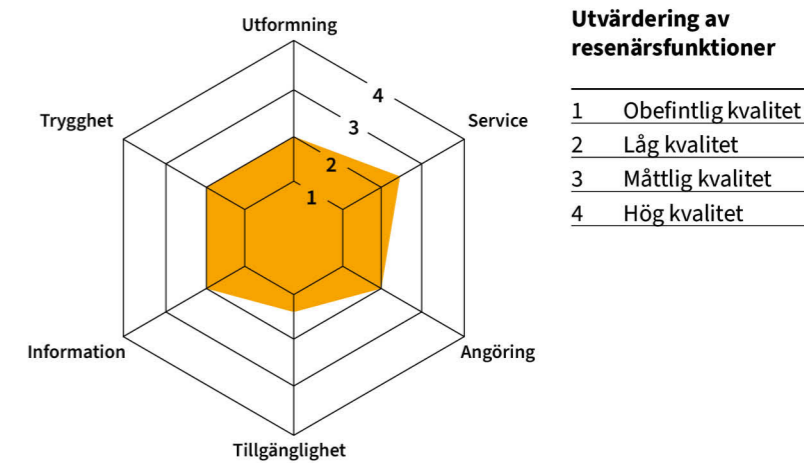 Utformning
Service
Angöring
Tillgänglighet
Information
Trygghet
4
3
2
1
Utvärdering av
resenärsfunktioner
1 Obefintlig kvalitet
2 Låg kvalitet
3 Måttlig kvalitet
4 Hög kvalitet